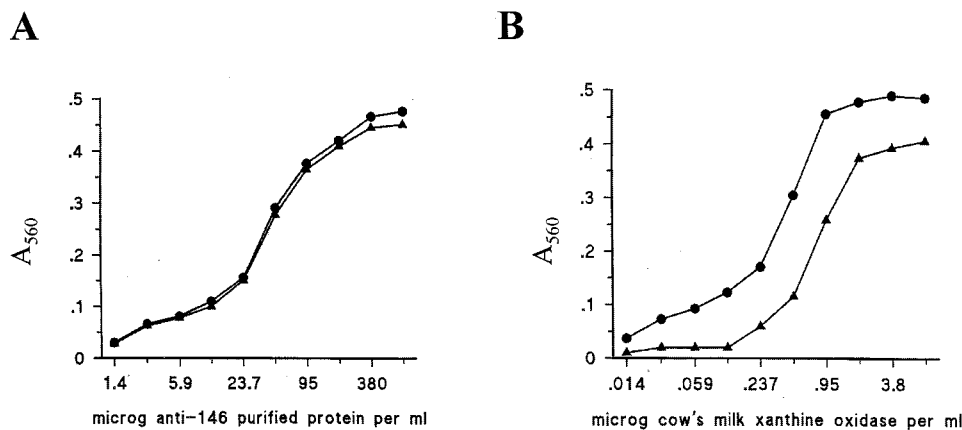 A
B
A560
.5
.4
.3
.2
.1
0
1.4 5.9 23.7 95 380
microg anti-146 purified protein per ml
A560
.5
.4
.3
.2
.1
0
.014 .059 .237 .95 3.8
microg cow's milk xanthine oxidase per ml